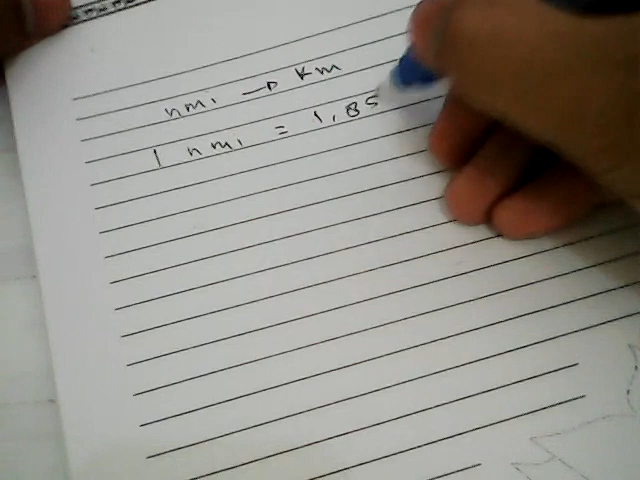 nmi → km
1 nmi = 1,85